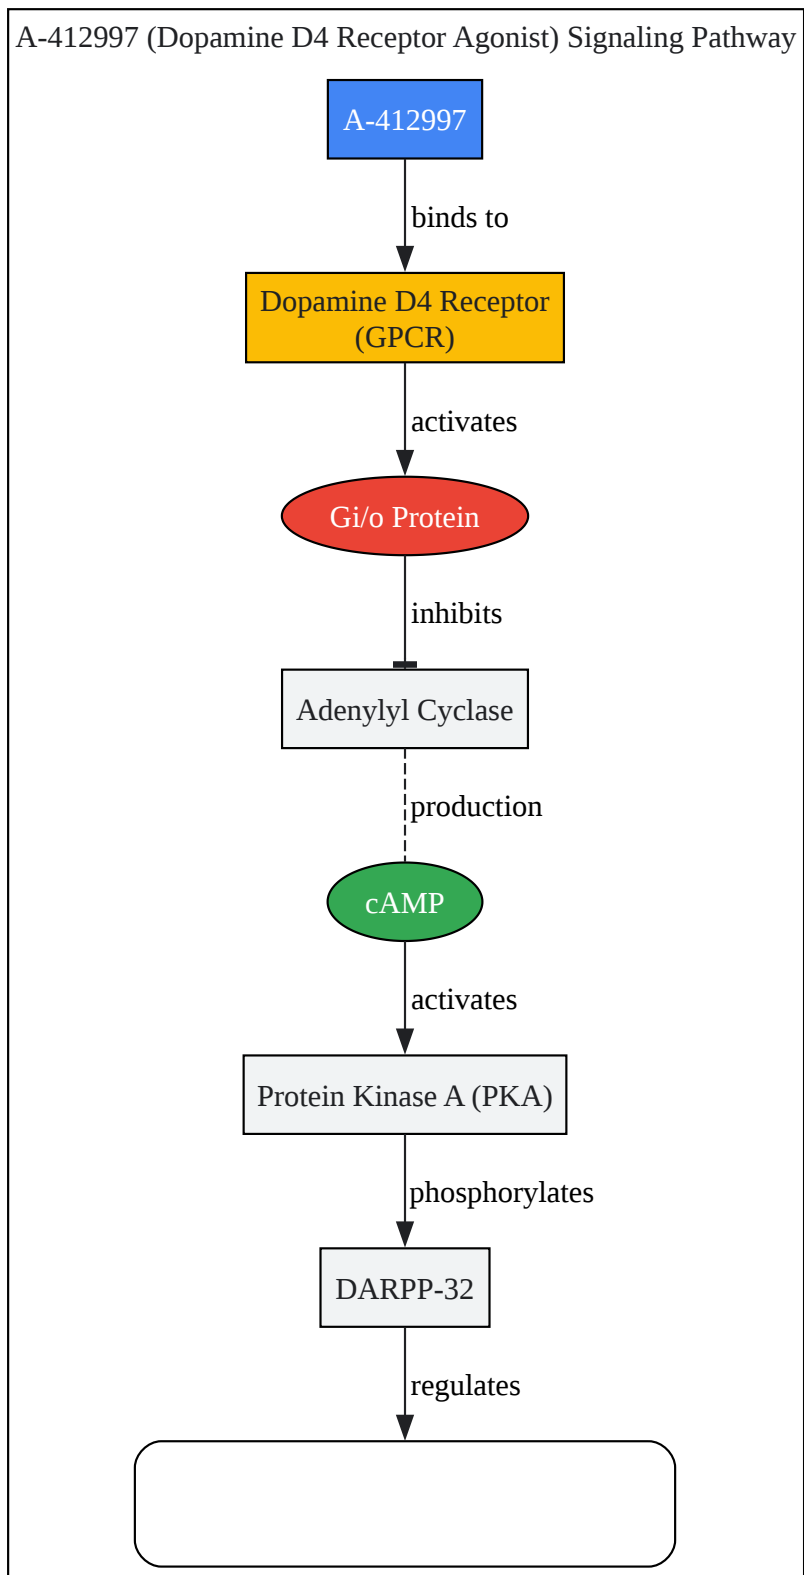 A-412997 (Dopamine D4 Receptor Agonist) Signaling Pathway
A-412997
binds to
Dopamine D4 Receptor
(GPCR)
activates
Gi/o Protein
inhibits
Adenylyl Cyclase
production
cAMP
activates
Protein Kinase A (PKA)
phosphorylates
DARPP-32
regulates